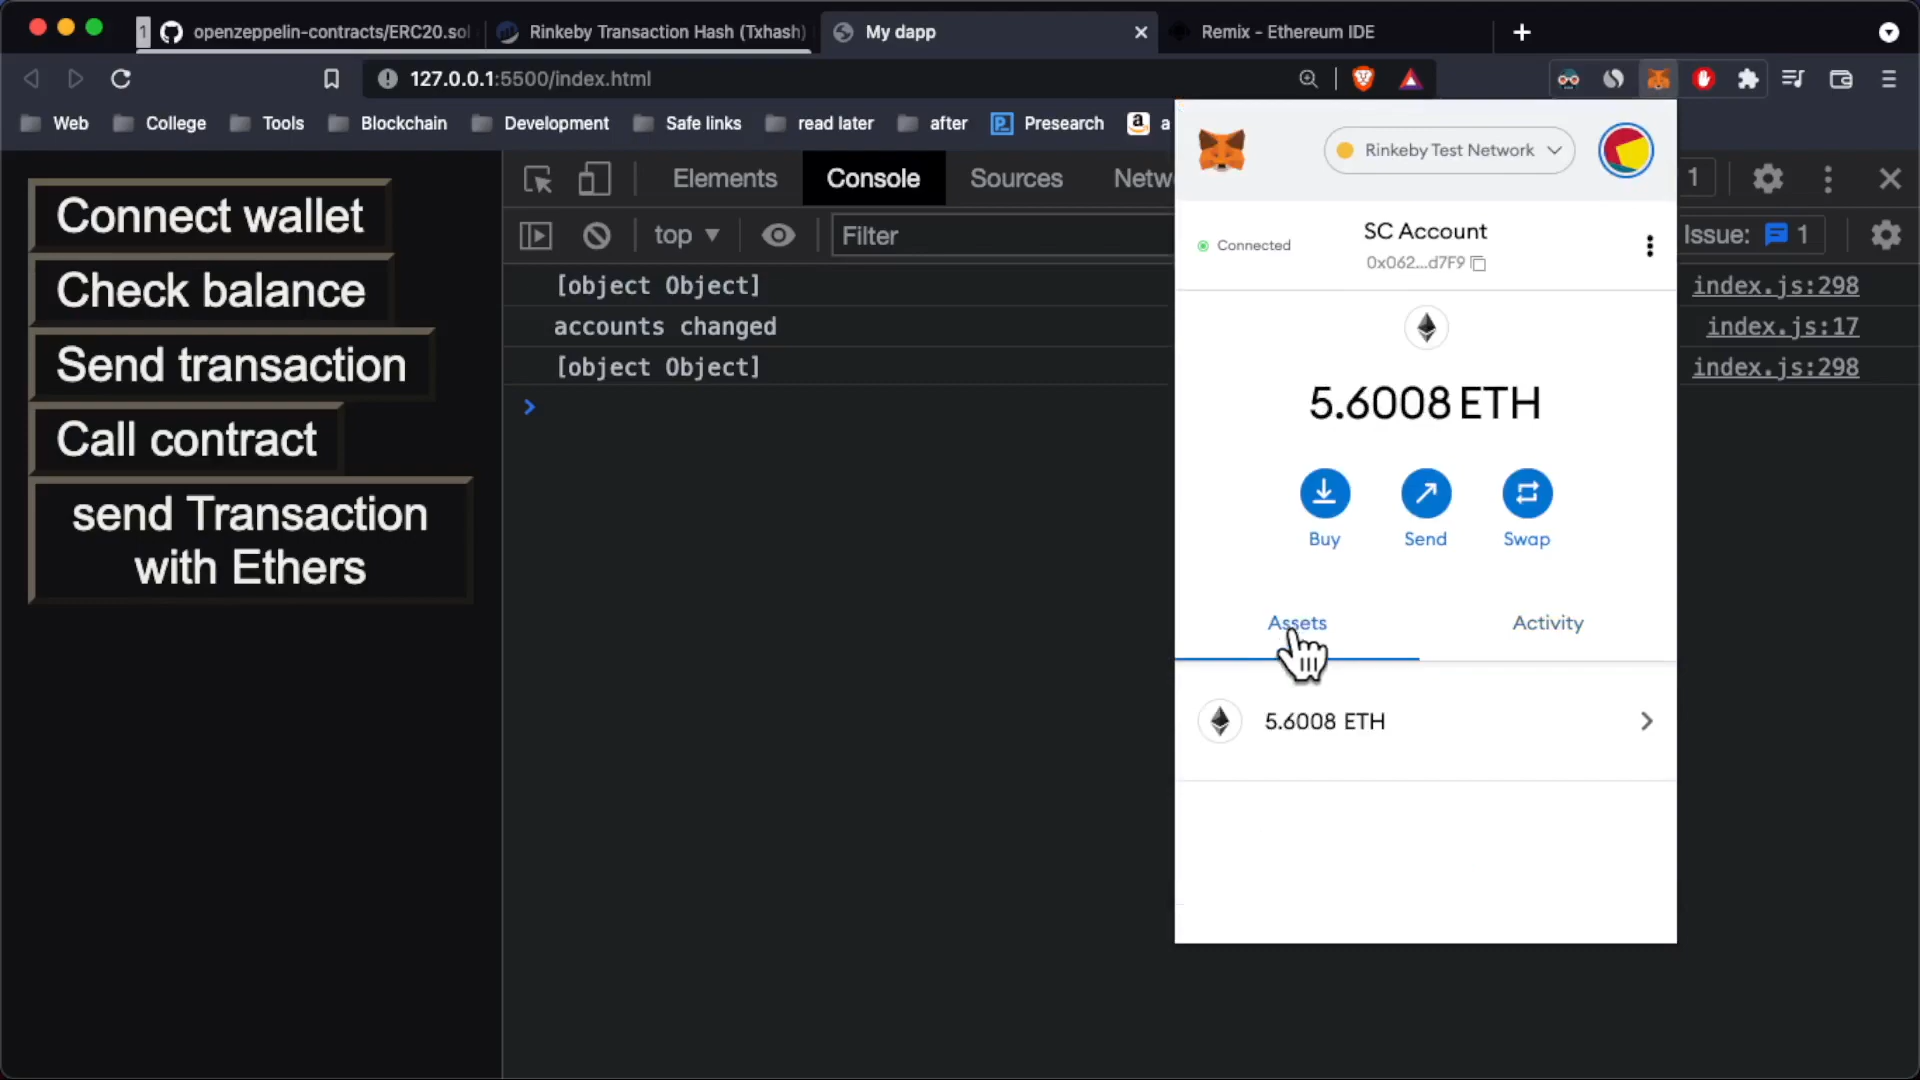 1 openzeppelin-contracts/ERC20.sol
Rinkeby Transaction Hash (Txhash)
My dapp
Remix - Ethereum IDE
127.0.0.1:5500/index.html
Web College Tools Blockchain Development Safe links read later after Presearch a
Connect wallet
Check balance
Send transaction
Call contract
send Transaction
with Ethers
Elements Console Sources Netw
1
top Filter
Issue: 1
[object Object] index.js:298
accounts changed index.js:17
[object Object] index.js:298
Rinkeby Test Network
Connected
SC Account
0x062...d7F9
5.6008 ETH
Buy Send Swap
Assets Activity
5.6008 ETH